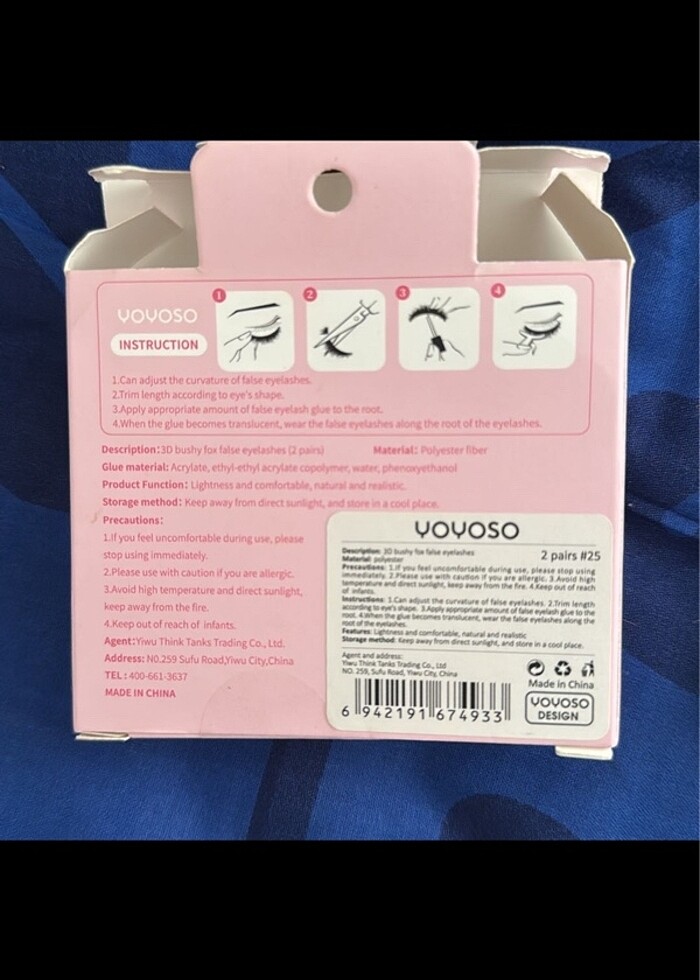 YOYOSO
INSTRUCTION
1
2
3
4
1.Can adjust the curvature of false eyelashes.
2.Trim length according to eye's shape.
3.Apply appropriate amount of false eyelash glue to the root.
4.When the glue becomes translucent, wear the false eyelashes along the root of the eyelashes.
Description:3D bushy fox false eyelashes (2 pairs) Material: Polyester fiber
Glue material: Acrylate, ethyl-ethyl acrylate copolymer, water, phenoxyethanol
Product Function: Lightness and comfortable, natural and realistic.
Storage method: Keep away from direct sunlight, and store in a cool place.
Precautions:
1.If you feel uncomfortable during use, please
stop using immediately.
2.Please use with caution if you are allergic.
3.Avoid high temperature and direct sunlight,
keep away from the fire.
4.Keep out of reach of infants.
Agent:Yiwu Think Tanks Trading Co., Ltd.
Address: N0.259 Sufu Road,Yiwu City,China
TEL:400-661-3637
MADE IN CHINA
YOYOSO
Description: 3D bushy fox false eyelashes 2 pairs #25
Material: polyester
Precautions: 1.If you feel uncomfortable during use, please stop using
immediately. 2.Please use with caution if you are allergic. 3.Avoid high
temperature and direct sunlight, keep away from the fire. 4.Keep out of reach
of infants.
Instructions: 1.Can adjust the curvature of false eyelashes. 2.Trim length
according to eye's shape. 3.Apply appropriate amount of false eyelash glue to the
root. 4.When the glue becomes translucent, wear the false eyelashes along the
root of the eyelashes.
Features: Lightness and comfortable, natural and realistic
Storage method: Keep away from direct sunlight, and store in a cool place.
Agent and address:
Yiwu Think Tanks Trading Co., Ltd
NO. 259, Sufu Road, Yiwu City, China
Made in China
YOYOSO
DESIGN
6 942191 674933